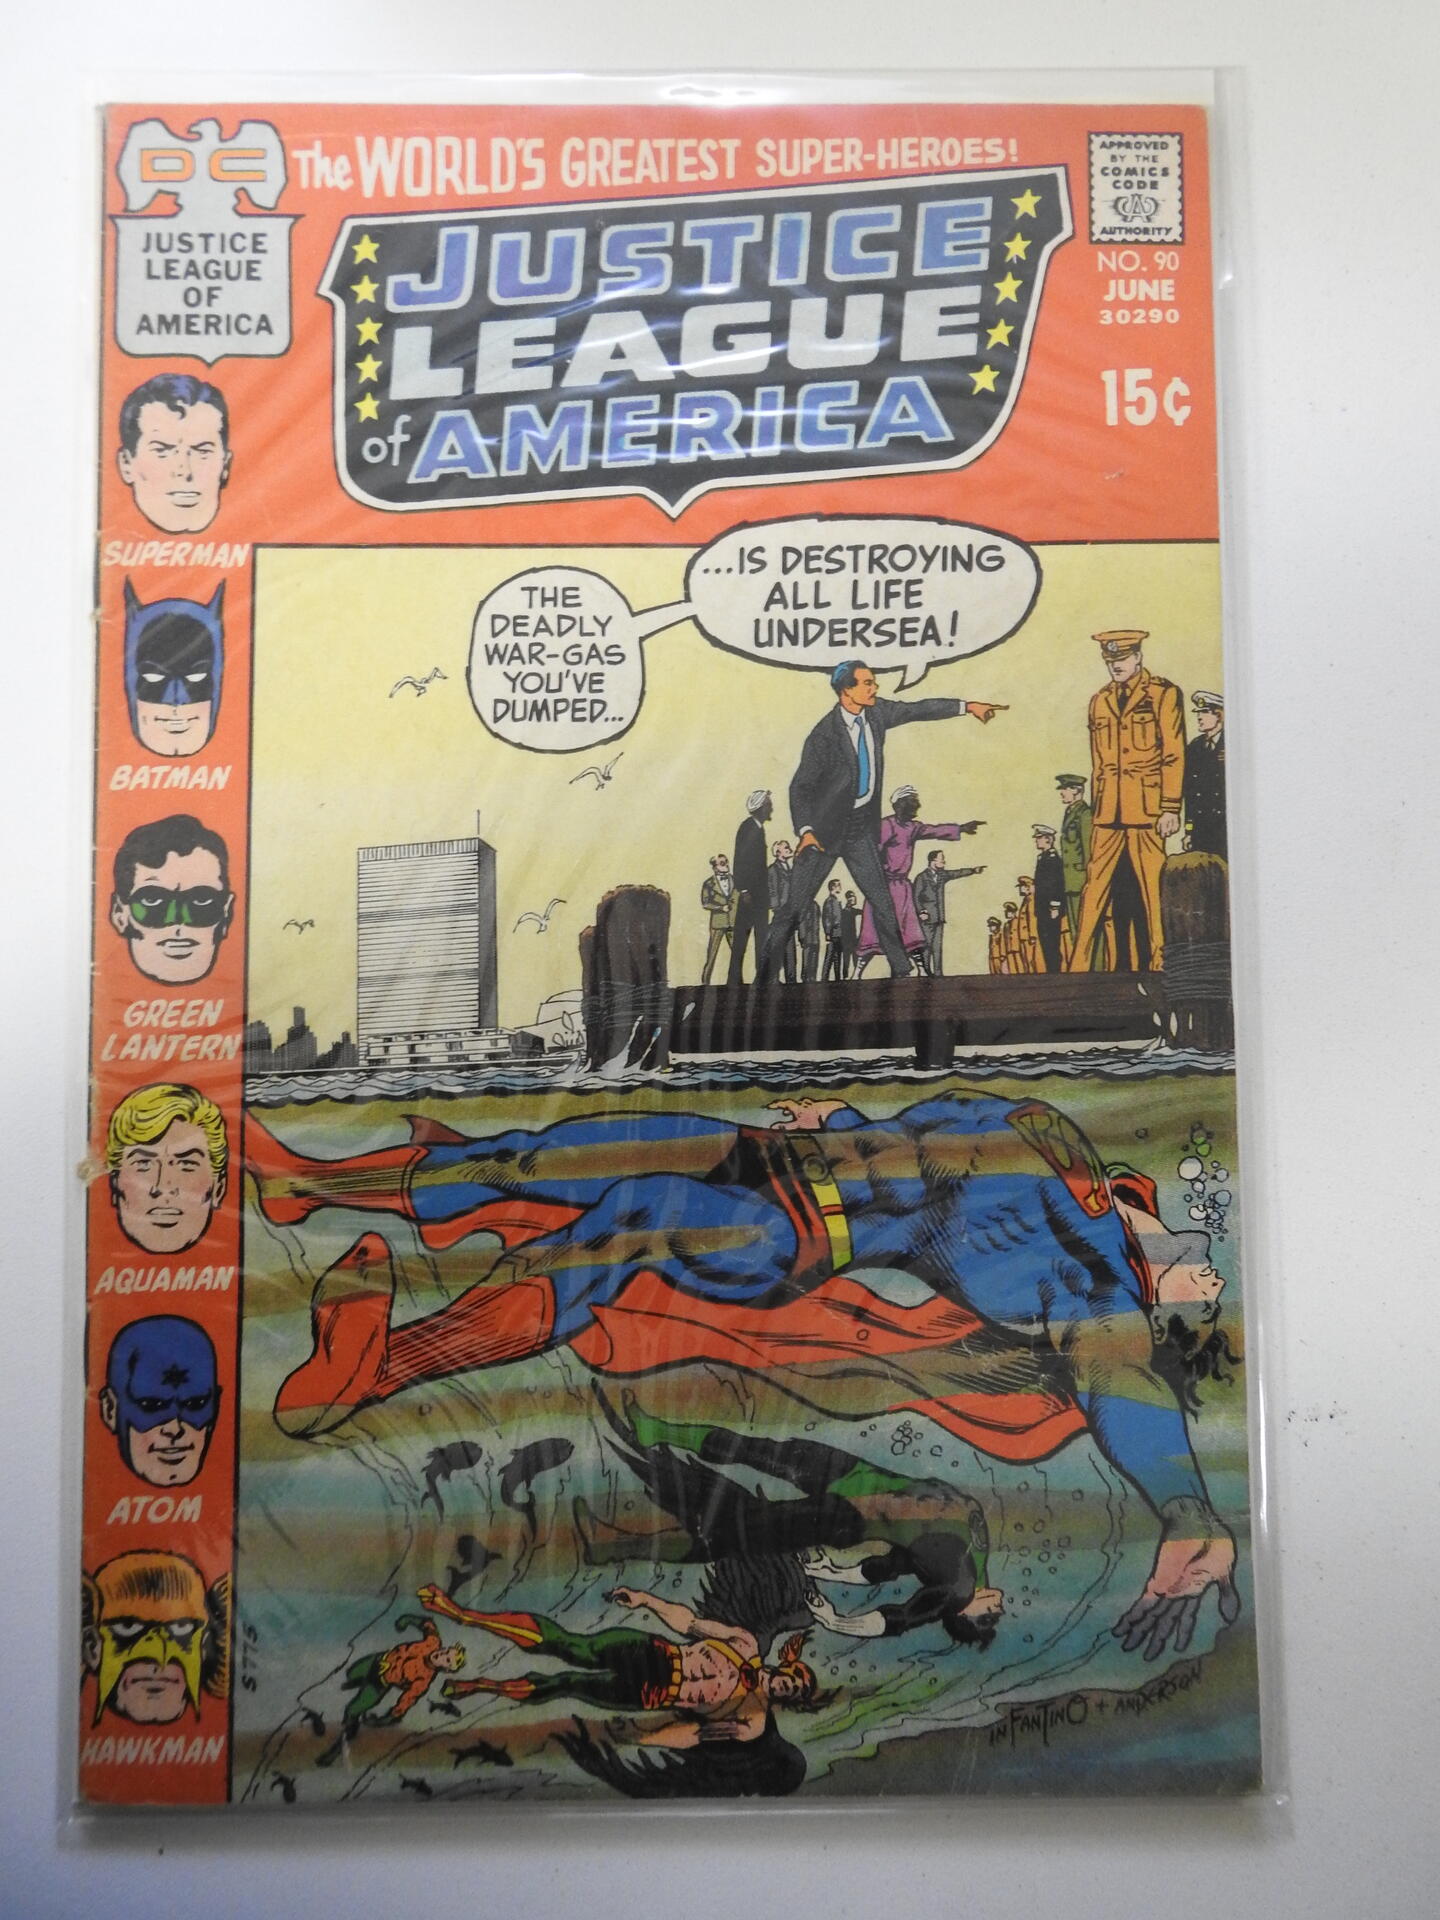 DC
JUSTICE
LEAGUE
OF
AMERICA
The WORLD'S GREATEST SUPER-HEROES!
JUSTICE
LEAGUE
of AMERICA
APPROVED
BY THE
COMICS
CODE
CA
AUTHORITY
NO. 90
JUNE
30290
15¢
SUPERMAN
BATMAN
GREEN
LANTERN
AQUAMAN
ATOM
HAWKMAN
THE
DEADLY
WAR-GAS
YOU'VE
DUMPED...
...IS DESTROYING
ALL LIFE
UNDERSEA!
S775
INFANTINO + ANDERSON